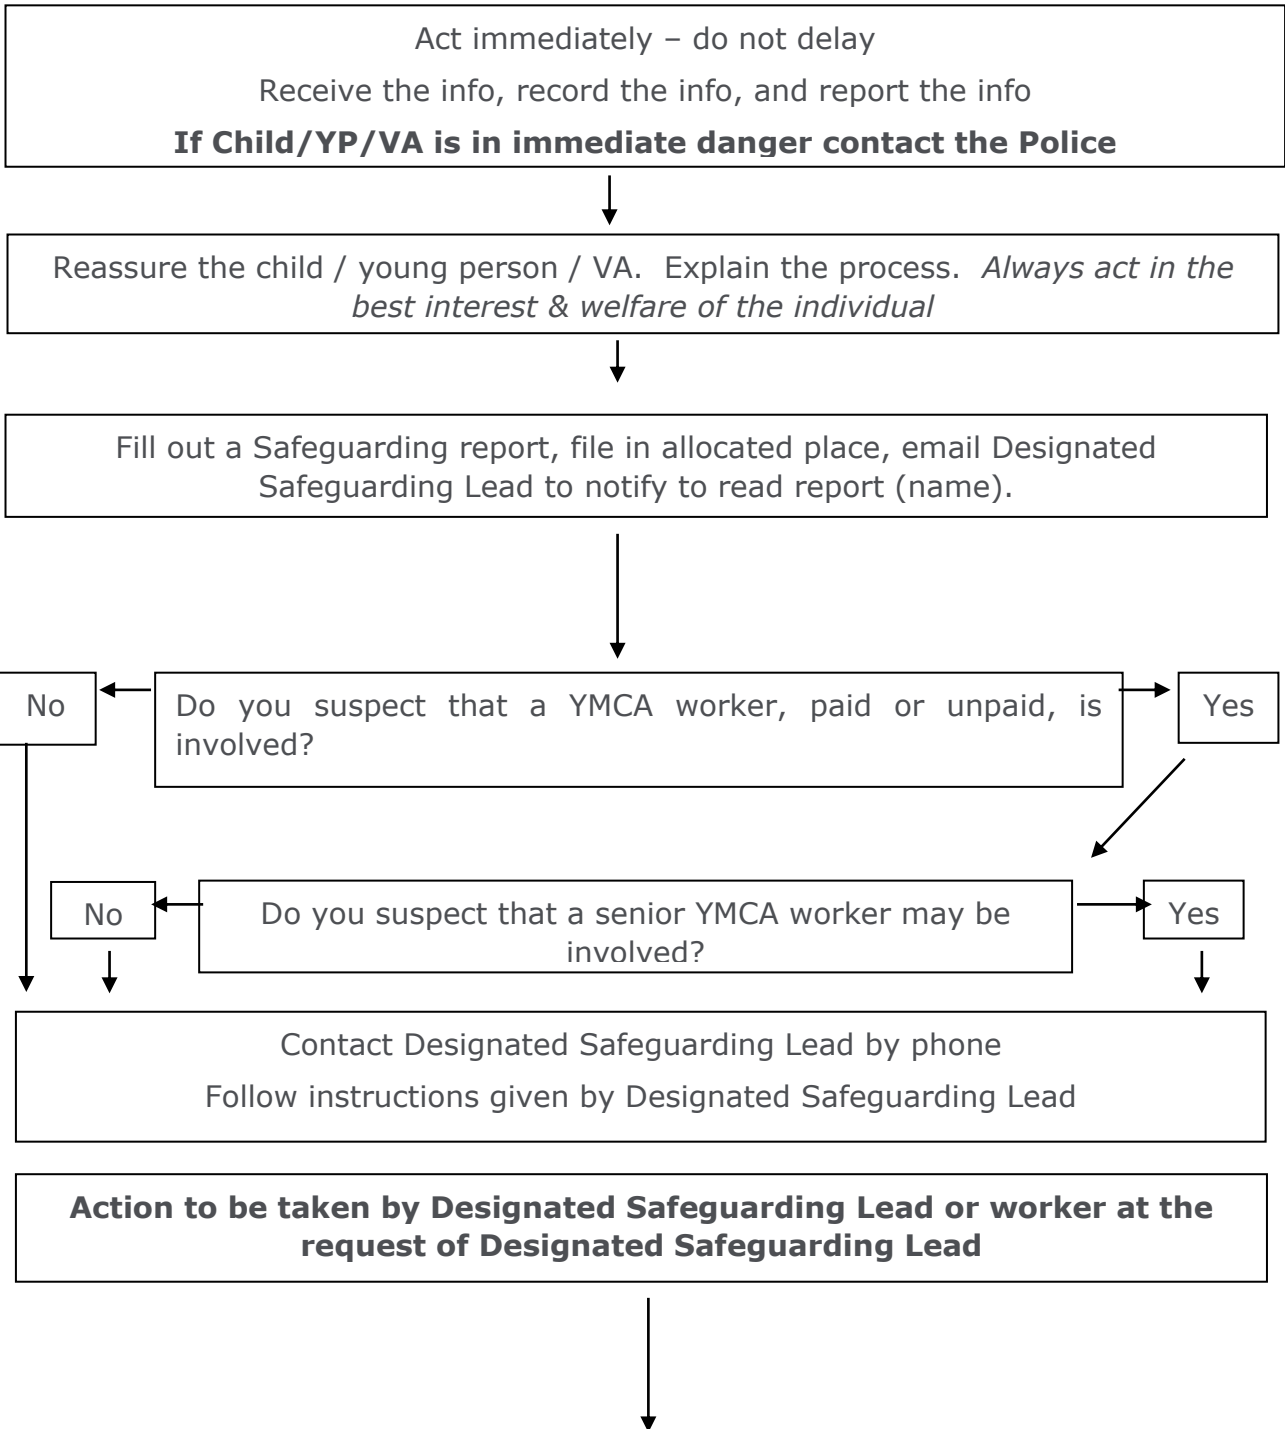 Act immediately – do not delay
Receive the info, record the info, and report the info
If Child/YP/VA is in immediate danger contact the Police
Reassure the child / young person / VA.  Explain the process.  Always act in the
best interest & welfare of the individual
Fill out a Safeguarding report, file in allocated place, email Designated
Safeguarding Lead to notify to read report (name).
No
Do you suspect that a YMCA worker, paid or unpaid, is
involved?
Yes
No
Do you suspect that a senior YMCA worker may be
involved?
Yes
Contact Designated Safeguarding Lead by phone
Follow instructions given by Designated Safeguarding Lead
Action to be taken by Designated Safeguarding Lead or worker at the
request of Designated Safeguarding Lead